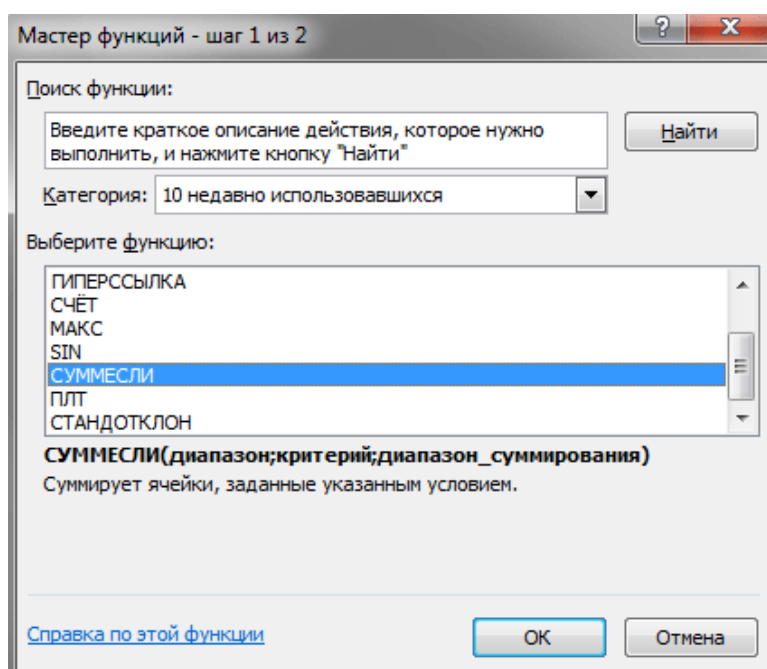 Мастер функций - шаг 1 из 2
Поиск функции:
Введите краткое описание действия, которое нужно
выполнить, и нажмите кнопку "Найти"
Найти
Категория:
10 недавно использовавшихся
Выберите функцию:
ГИПЕРССЫЛКА
СЧЁТ
МАКС
SIN
СУММЕСЛИ
ПЛТ
СТАНДОТКЛОН
СУММЕСЛИ(диапазон;критерий;диапазон_суммирования)
Суммирует ячейки, заданные указанным условием.
Справка по этой функции
ОК
Отмена